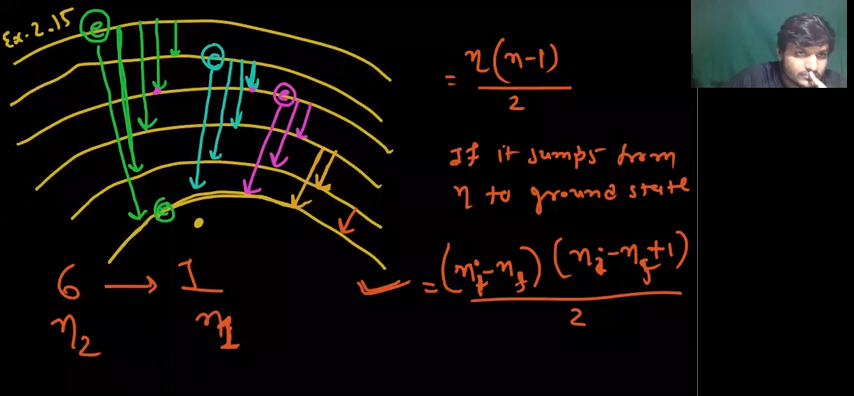 Ex. 2.15
e
e
e
e
= n(n-1)
2
If it jumps from
n to ground state
= (ni-nf) (ni-nf+1)
2
6 → 1
n2 n1